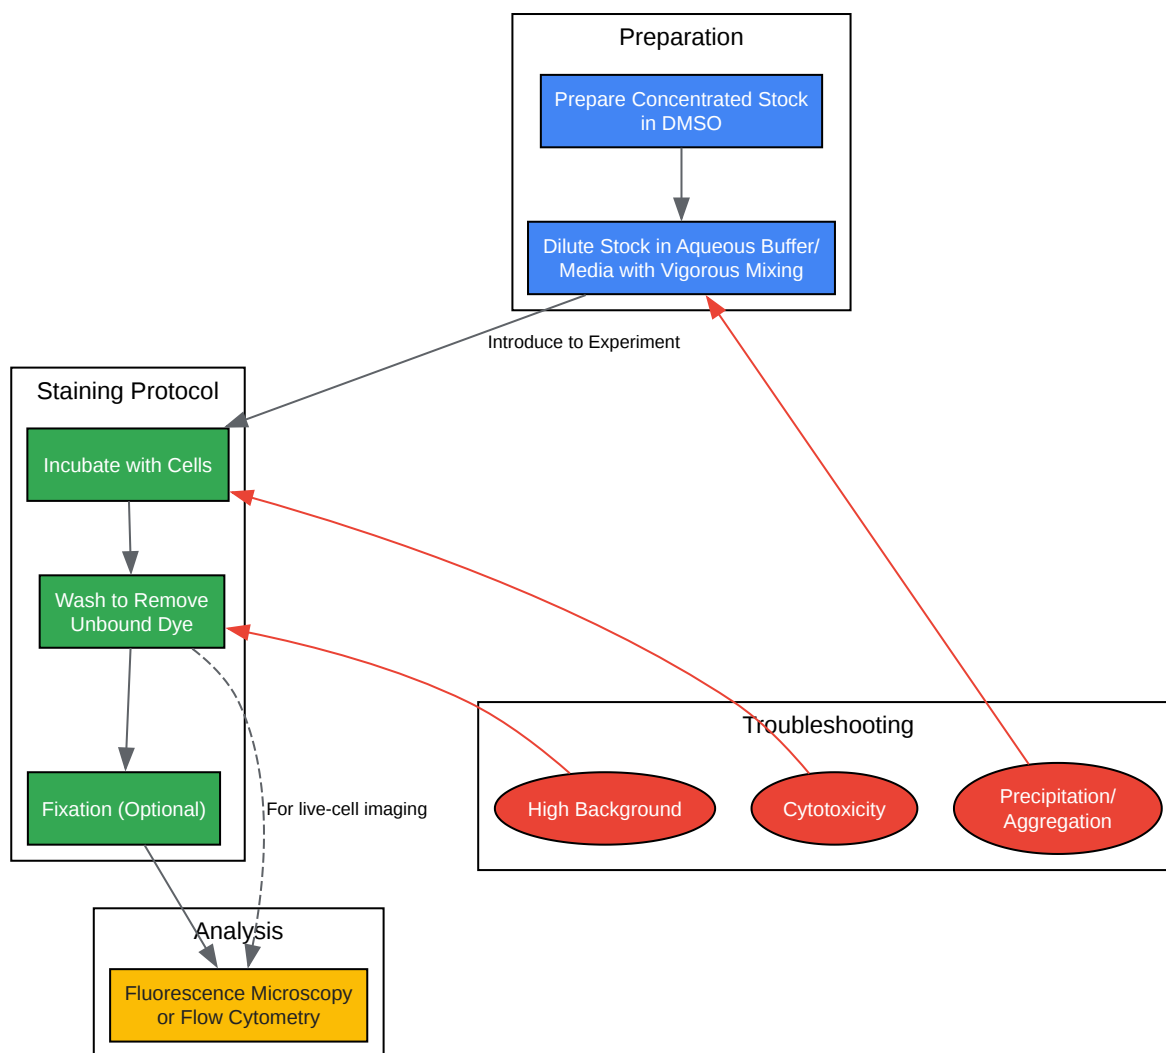 Preparation
Prepare Concentrated Stock
in DMSO
Dilute Stock in Aqueous Buffer/
Media with Vigorous Mixing
Introduce to Experiment
Staining Protocol
Incubate with Cells
Wash to Remove
Unbound Dye
Fixation (Optional)
For live-cell imaging
Troubleshooting
High Background
Cytotoxicity
Precipitation/
Aggregation
Analysis
Fluorescence Microscopy
or Flow Cytometry